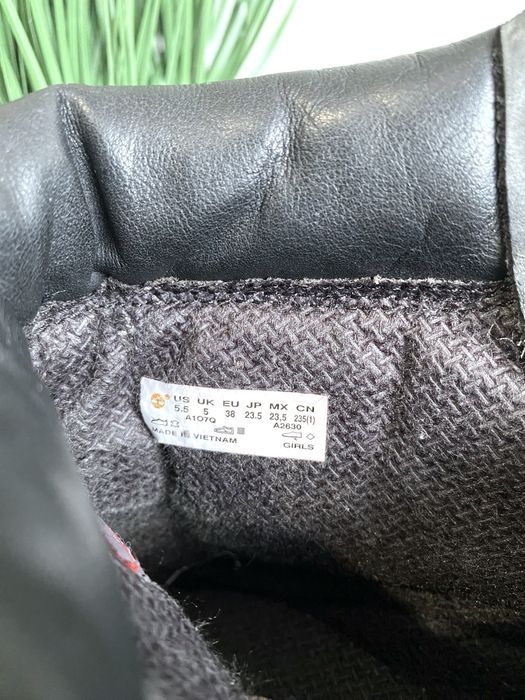 US UK EU JP MX CN
5.5 5 38 23.5 23,5 235(1)
A1O7Q A2630
MADE IN VIETNAM GIRLS